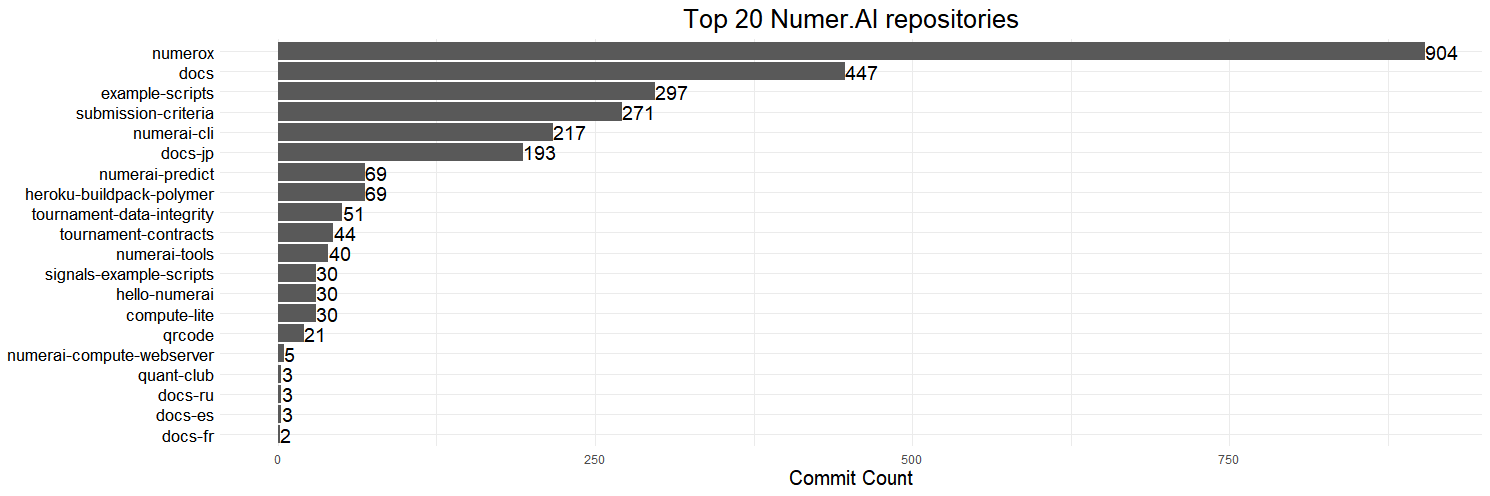 Top 20 Numer.AI repositories
numerox 904
docs 447
example-scripts 297
submission-criteria 271
numerai-cli 217
docs-jp 193
numerai-predict 69
heroku-buildpack-polymer 69
tournament-data-integrity 51
tournament-contracts 44
numerai-tools 40
signals-example-scripts 30
hello-numerai 30
compute-lite 30
qrcode 21
numerai-compute-webserver 5
quant-club 3
docs-ru 3
docs-es 3
docs-fr 2
0 250 500 750
Commit Count